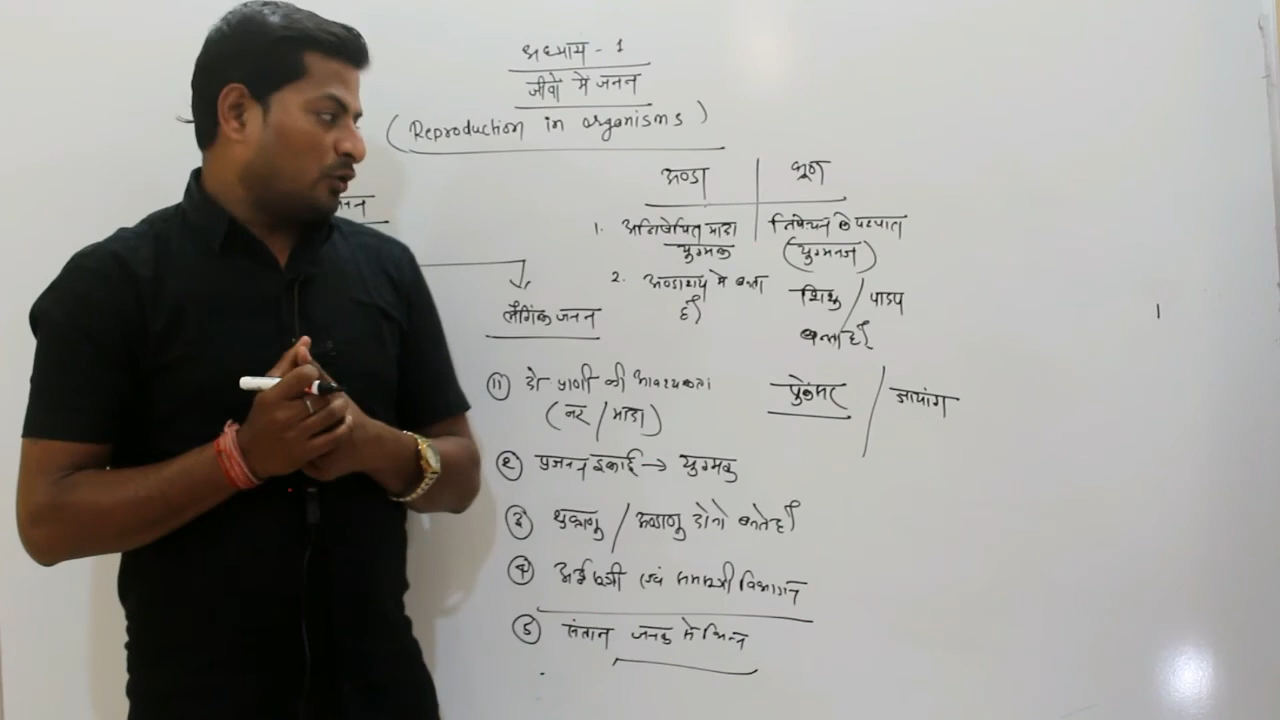 अध्याय - 1
जीवों में जनन
(Reproduction in organisms)
अण्डा | भ्रूण
1. अनिषेचित मादा युग्मक
निषेचन के पश्चात (युग्मनज)
2. अण्डाशय में बनता है
शिशु / पादप बनता है
पुंकेसर / जायांग
लैंगिक जनन
① दो प्राणी की आवश्यकता
(नर / मादा)
② प्रजनन इकाई → युग्मक
③ शुक्राणु / अण्डाणु दोनो बनते है
④ अर्द्धसूत्री एवं समसूत्री विभाजन
⑤ संतान जनक से भिन्न